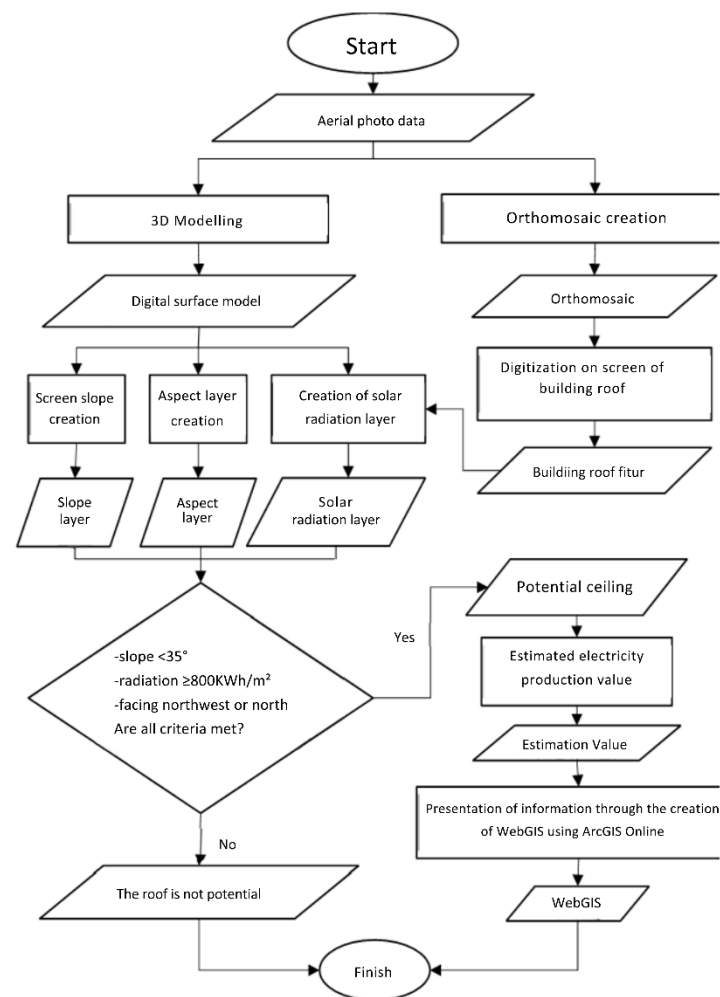 Start
Aerial photo data
3D Modelling
Orthomosaic creation
Digital surface model
Orthomosaic
Screen slope
creation
Aspect layer
creation
Creation of solar
radiation layer
Digitization on screen of
building roof
Buildiing roof fitur
Slope
layer
Aspect
layer
Solar
radiation layer
-slope <35°
-radiation ≥800KWh/m²
-facing northwest or north
Are all criteria met?
Yes
Potential ceiling
Estimated electricity
production value
Estimation Value
Presentation of information through the creation
of WebGIS using ArcGIS Online
No
The roof is not potential
WebGIS
Finish